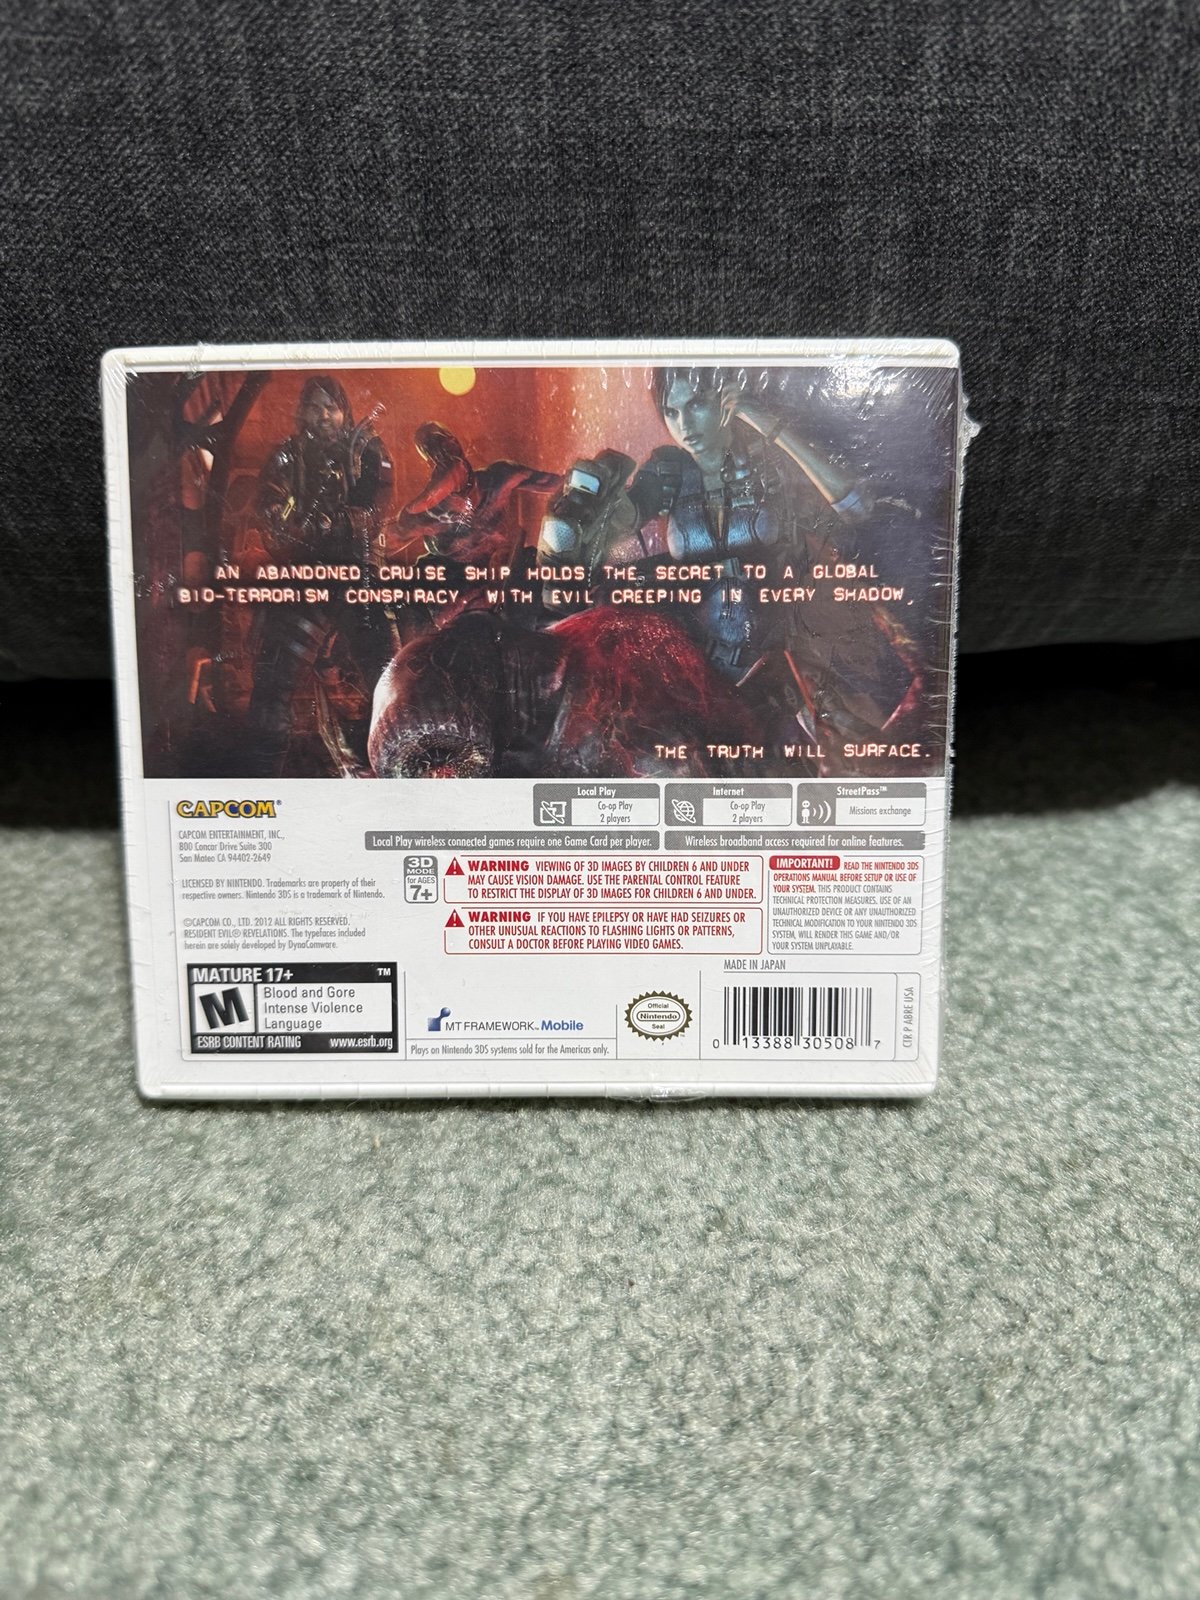 AN ABANDONED CRUISE SHIP HOLDS THE SECRET TO A GLOBAL
BIO-TERRORISM CONSPIRACY. WITH EVIL CREEPING IN EVERY SHADOW,
THE TRUTH WILL SURFACE.
CAPCOM®
CAPCOM ENTERTAINMENT, INC.,
800 Concar Drive Suite 300
San Mateo CA 94402-2649
LICENSED BY NINTENDO. Trademarks are property of their
respective owners. Nintendo 3DS is a trademark of Nintendo.
©CAPCOM CO., LTD. 2012 ALL RIGHTS RESERVED.
RESIDENT EVIL® REVELATIONS. The typefaces included
herein are solely developed by DynaComware.
Local Play
Co-op Play
2 players
Internet
Co-op Play
2 players
StreetPass™
Missions exchange
Local Play wireless connected games require one Game Card per player.
Wireless broadband access required for online features.
3D
MODE
for AGES
7+
WARNING VIEWING OF 3D IMAGES BY CHILDREN 6 AND UNDER
MAY CAUSE VISION DAMAGE. USE THE PARENTAL CONTROL FEATURE
TO RESTRICT THE DISPLAY OF 3D IMAGES FOR CHILDREN 6 AND UNDER.
WARNING IF YOU HAVE EPILEPSY OR HAVE HAD SEIZURES OR
OTHER UNUSUAL REACTIONS TO FLASHING LIGHTS OR PATTERNS,
CONSULT A DOCTOR BEFORE PLAYING VIDEO GAMES.
IMPORTANT! READ THE NINTENDO 3DS
OPERATIONS MANUAL BEFORE SETUP OR USE OF
YOUR SYSTEM. THIS PRODUCT CONTAINS
TECHNICAL PROTECTION MEASURES. USE OF AN
UNAUTHORIZED DEVICE OR ANY UNAUTHORIZED
TECHNICAL MODIFICATION TO YOUR NINTENDO 3DS
SYSTEM, WILL RENDER THIS GAME AND/OR
YOUR SYSTEM UNPLAYABLE.
MATURE 17+ ™
M
Blood and Gore
Intense Violence
Language
ESRB CONTENT RATING www.esrb.org
MT FRAMEWORK™ Mobile
Plays on Nintendo 3DS systems sold for the Americas only.
Official
Nintendo
Seal
MADE IN JAPAN
0 13388 30508 7
CTR P ABRE USA